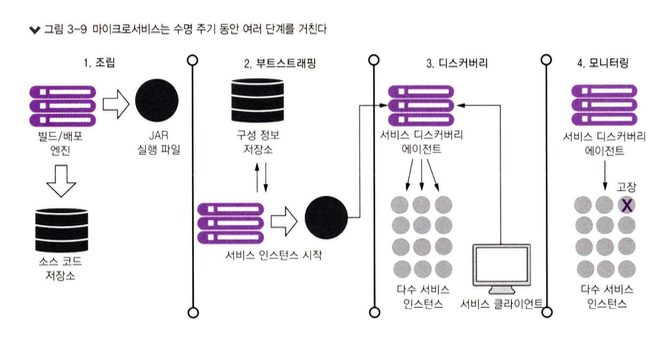 그림 3-9 마이크로서비스는 수명 주기 동안 여러 단계를 거친다
1. 조립
빌드/배포
엔진
JAR
실행 파일
소스 코드
저장소
2. 부트스트래핑
구성 정보
저장소
서비스 인스턴스 시작
3. 디스커버리
서비스 디스커버리
에이전트
다수 서비스
인스턴스
서비스 클라이언트
4. 모니터링
서비스 디스커버리
에이전트
고장
X
다수 서비스
인스턴스